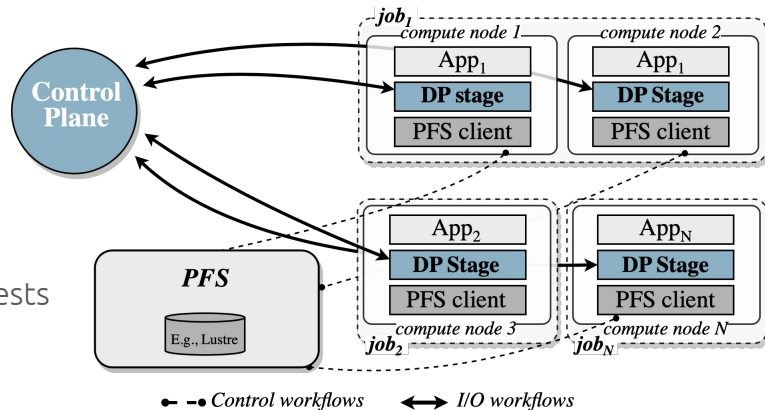 job1
compute node 1
compute node 2
App1
App1
DP stage
DP Stage
PFS client
PFS client
Control
Plane
App2
AppN
DP Stage
DP Stage
PFS client
PFS client
compute node 3
compute node N
job2
jobN
PFS
E.g., Lustre
ests
Control workflows
I/O workflows